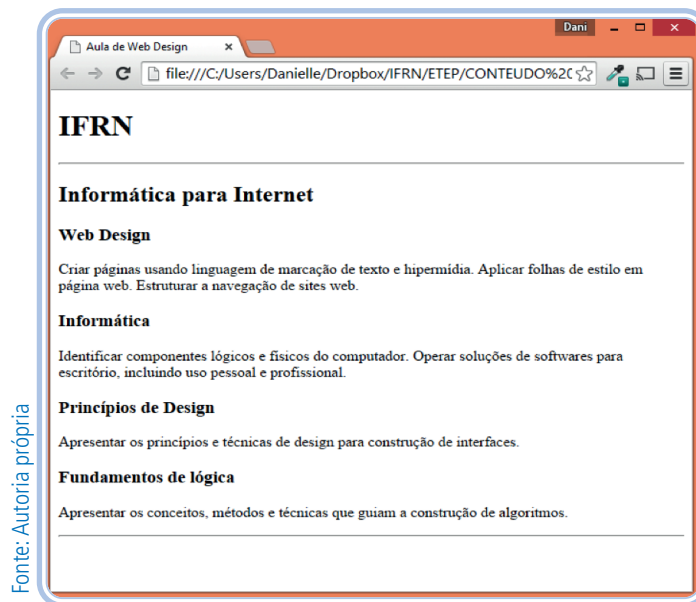 Dani
Aula de Web Design
file:///C:/Users/Danielle/Dropbox/IFRN/ETEP/CONTEUDO%20
IFRN
Informática para Internet
Web Design
Criar páginas usando linguagem de marcação de texto e hipermídia. Aplicar folhas de estilo em
página web. Estruturar a navegação de sites web.
Informática
Identificar componentes lógicos e físicos do computador. Operar soluções de softwares para
escritório, incluindo uso pessoal e profissional.
Princípios de Design
Apresentar os princípios e técnicas de design para construção de interfaces.
Fundamentos de lógica
Apresentar os conceitos, métodos e técnicas que guiam a construção de algoritmos.
Fonte: Autoria própria